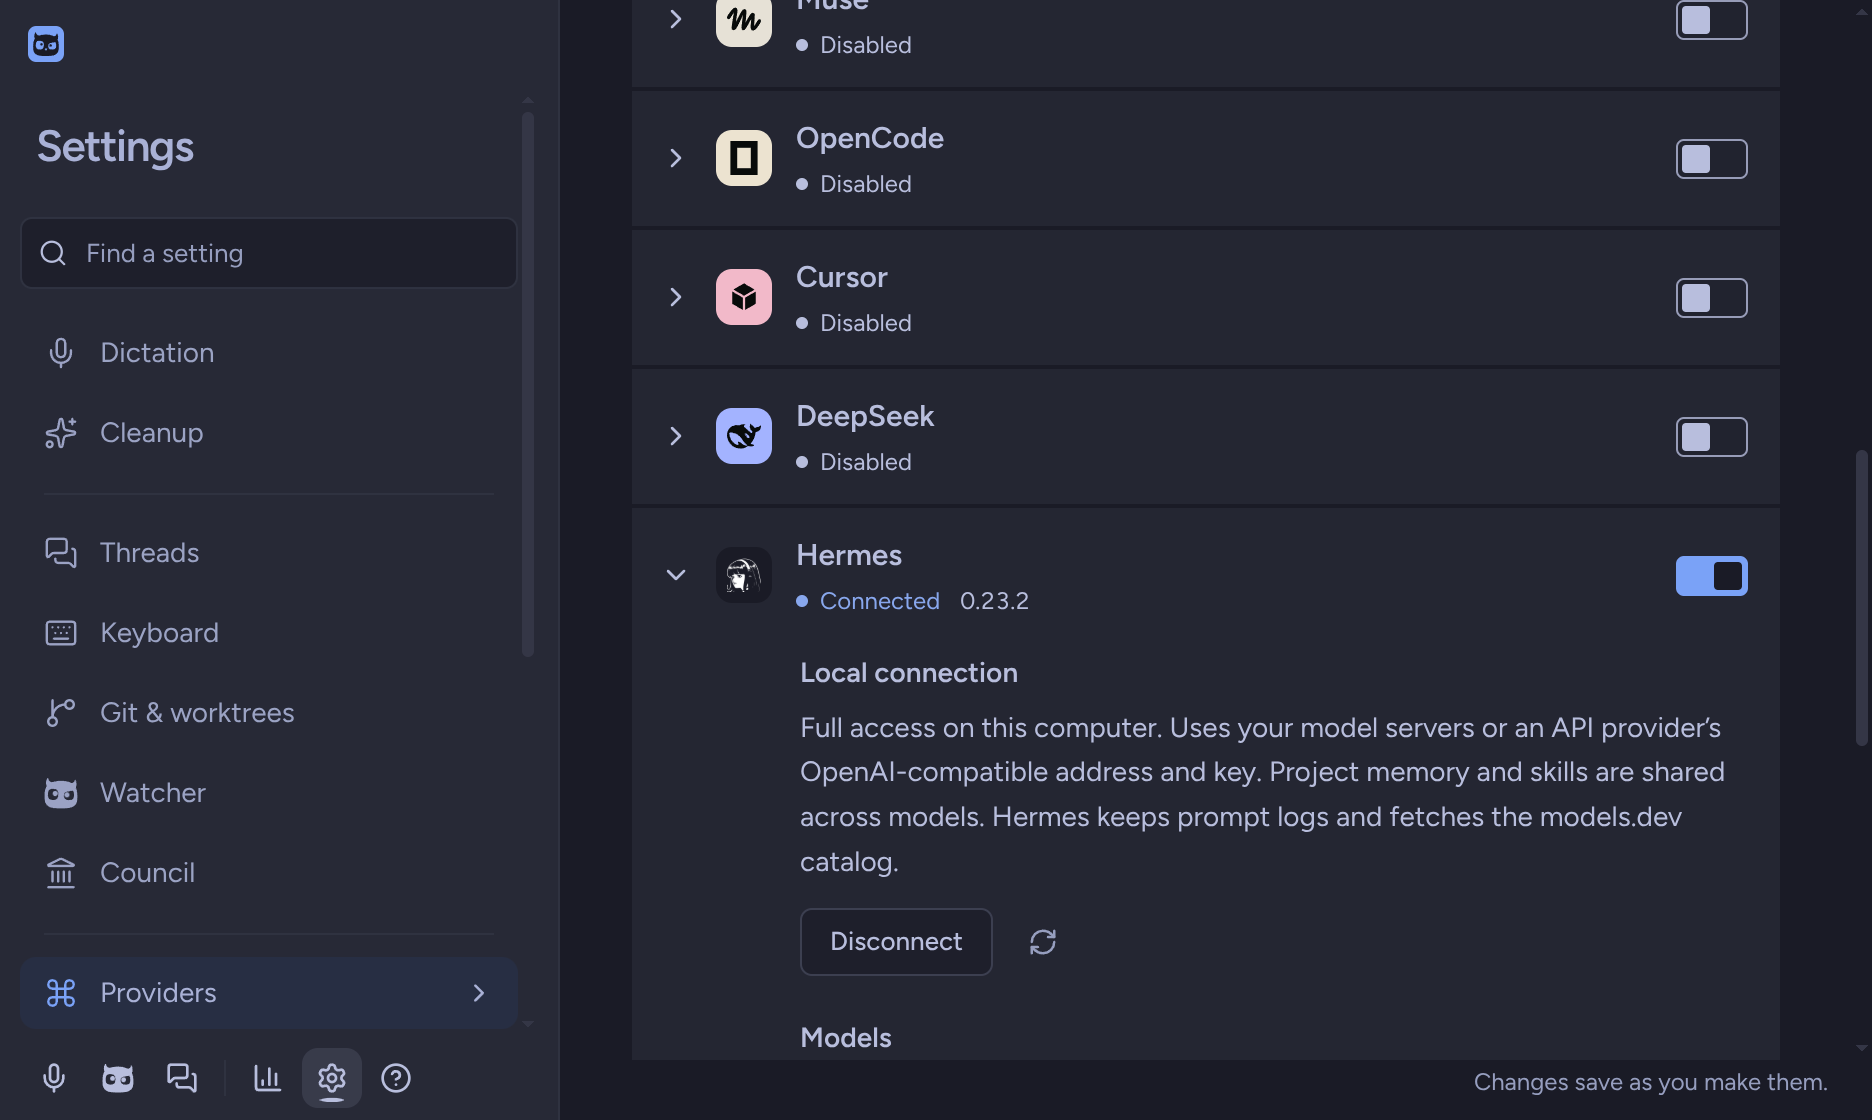 Settings
Find a setting
Dictation
Cleanup
Threads
Keyboard
Git & worktrees
Watcher
Council
Providers
Muse
Disabled
OpenCode
Disabled
Cursor
Disabled
DeepSeek
Disabled
Hermes
Connected 0.23.2
Local connection
Full access on this computer. Uses your model servers or an API provider’s
OpenAI-compatible address and key. Project memory and skills are shared
across models. Hermes keeps prompt logs and fetches the models.dev
catalog.
Disconnect
Models
Changes save as you make them.